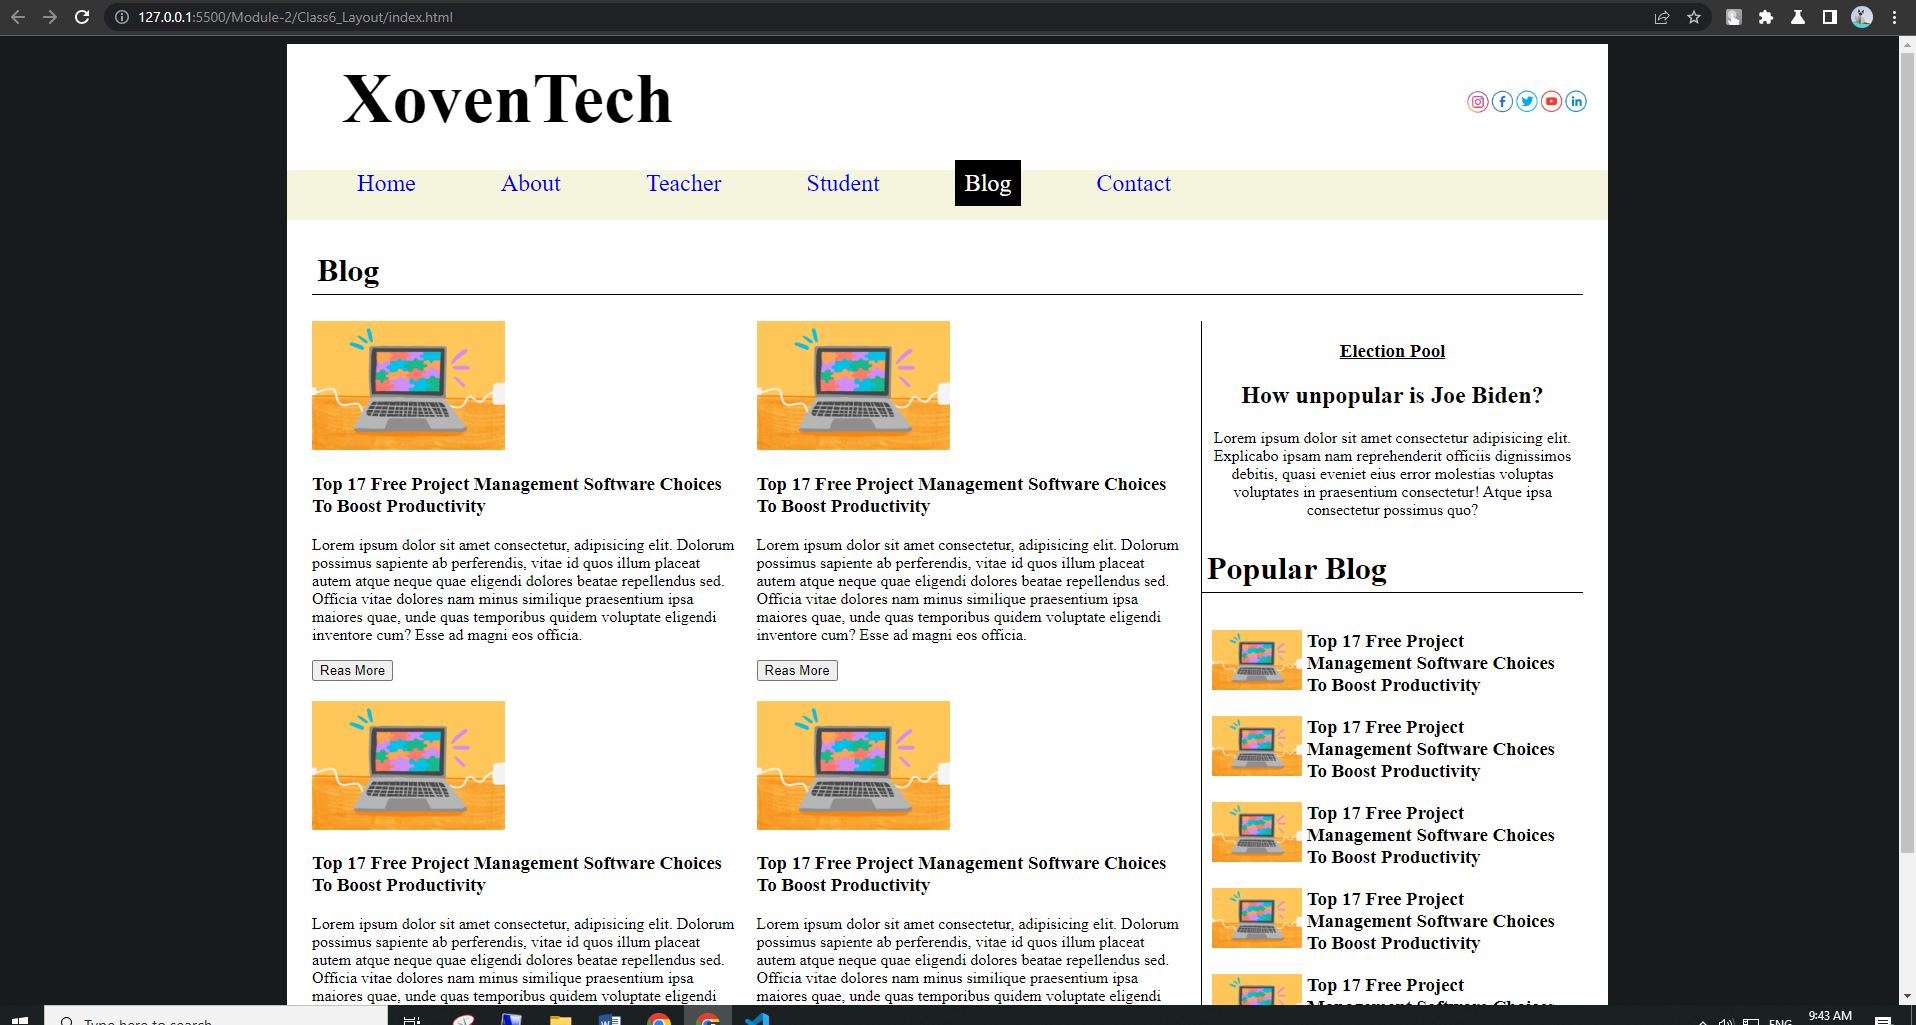 127.0.0.1:5500/Module-2/Class6_Layout/index.html
XovenTech
Home About Teacher Student Blog Contact
Blog
Top 17 Free Project Management Software Choices
To Boost Productivity
Lorem ipsum dolor sit amet consectetur, adipisicing elit. Dolorum
possimus sapiente ab perferendis, vitae id quos illum placeat
autem atque neque quae eligendi dolores beatae repellendus sed.
Officia vitae dolores nam minus similique praesentium ipsa
maiores quae, unde quas temporibus quidem voluptate eligendi
inventore cum? Esse ad magni eos officia.
Reas More
Top 17 Free Project Management Software Choices
To Boost Productivity
Lorem ipsum dolor sit amet consectetur, adipisicing elit. Dolorum
possimus sapiente ab perferendis, vitae id quos illum placeat
autem atque neque quae eligendi dolores beatae repellendus sed.
Officia vitae dolores nam minus similique praesentium ipsa
maiores quae, unde quas temporibus quidem voluptate eligendi
inventore cum? Esse ad magni eos officia.
Reas More
Top 17 Free Project Management Software Choices
To Boost Productivity
Lorem ipsum dolor sit amet consectetur, adipisicing elit. Dolorum
possimus sapiente ab perferendis, vitae id quos illum placeat
autem atque neque quae eligendi dolores beatae repellendus sed.
Officia vitae dolores nam minus similique praesentium ipsa
maiores quae, unde quas temporibus quidem voluptate eligendi
Top 17 Free Project Management Software Choices
To Boost Productivity
Lorem ipsum dolor sit amet consectetur, adipisicing elit. Dolorum
possimus sapiente ab perferendis, vitae id quos illum placeat
autem atque neque quae eligendi dolores beatae repellendus sed.
Officia vitae dolores nam minus similique praesentium ipsa
maiores quae, unde quas temporibus quidem voluptate eligendi
Election Pool
How unpopular is Joe Biden?
Lorem ipsum dolor sit amet consectetur adipisicing elit.
Explicabo ipsam nam reprehenderit officiis dignissimos
debitis, quasi eveniet eius error molestias voluptas
voluptates in praesentium consectetur! Atque ipsa
consectetur possimus quo?
Popular Blog
Top 17 Free Project
Management Software Choices
To Boost Productivity
Top 17 Free Project
Management Software Choices
To Boost Productivity
Top 17 Free Project
Management Software Choices
To Boost Productivity
Top 17 Free Project
Management Software Choices
To Boost Productivity
Top 17 Free Project
Management Software Choices
Type here to search
ENG
9:43 AM